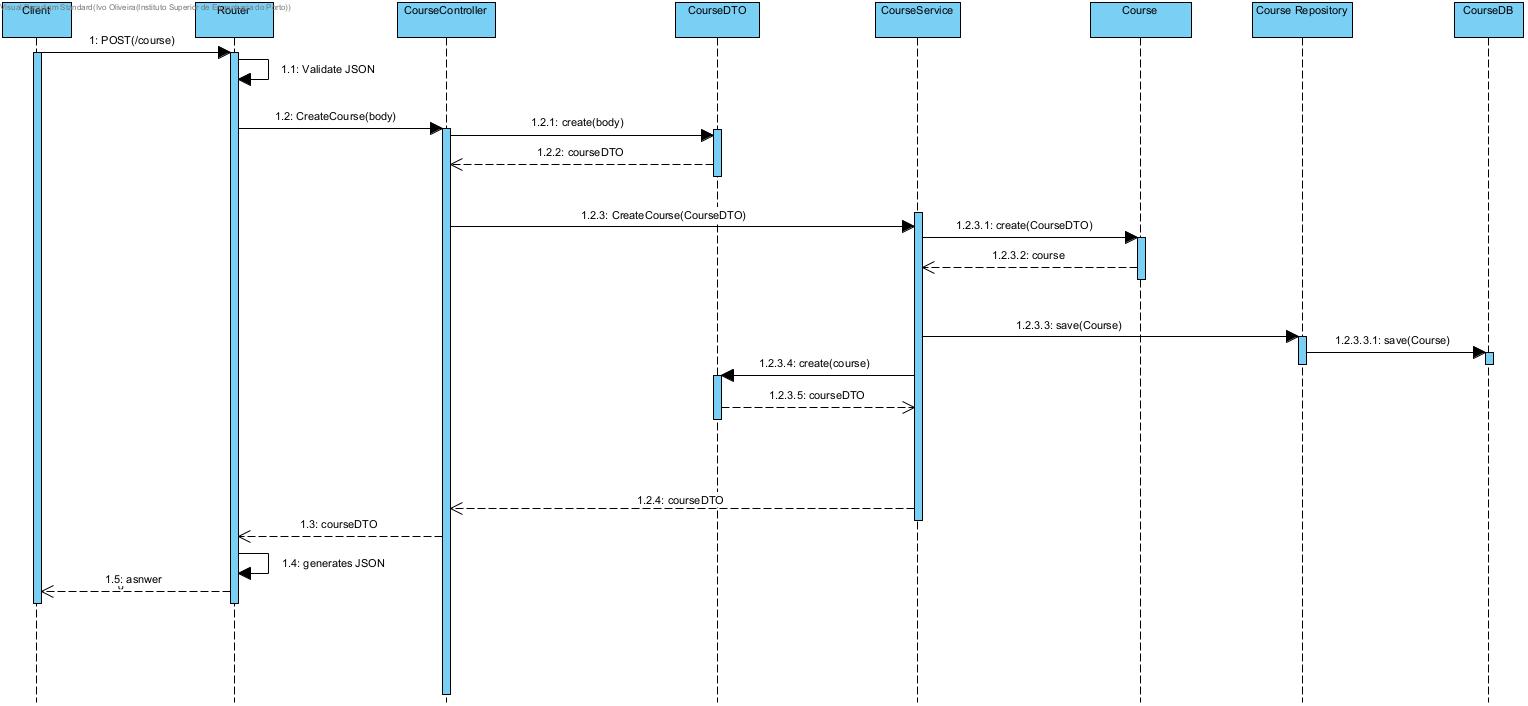 Visual Paradigm Standard(Ivo Oliveira(Instituto Superior de Engenharia do Porto))
Client
Router
CourseController
CourseDTO
CourseService
Course
Course Repository
CourseDB
1: POST(/course)
1.1: Validate JSON
1.2: CreateCourse(body)
1.2.1: create(body)
1.2.2: courseDTO
1.2.3: CreateCourse(CourseDTO)
1.2.3.1: create(CourseDTO)
1.2.3.2: course
1.2.3.3: save(Course)
1.2.3.3.1: save(Course)
1.2.3.4: create(course)
1.2.3.5: courseDTO
1.2.4: courseDTO
1.3: courseDTO
1.4: generates JSON
1.5: asnwer